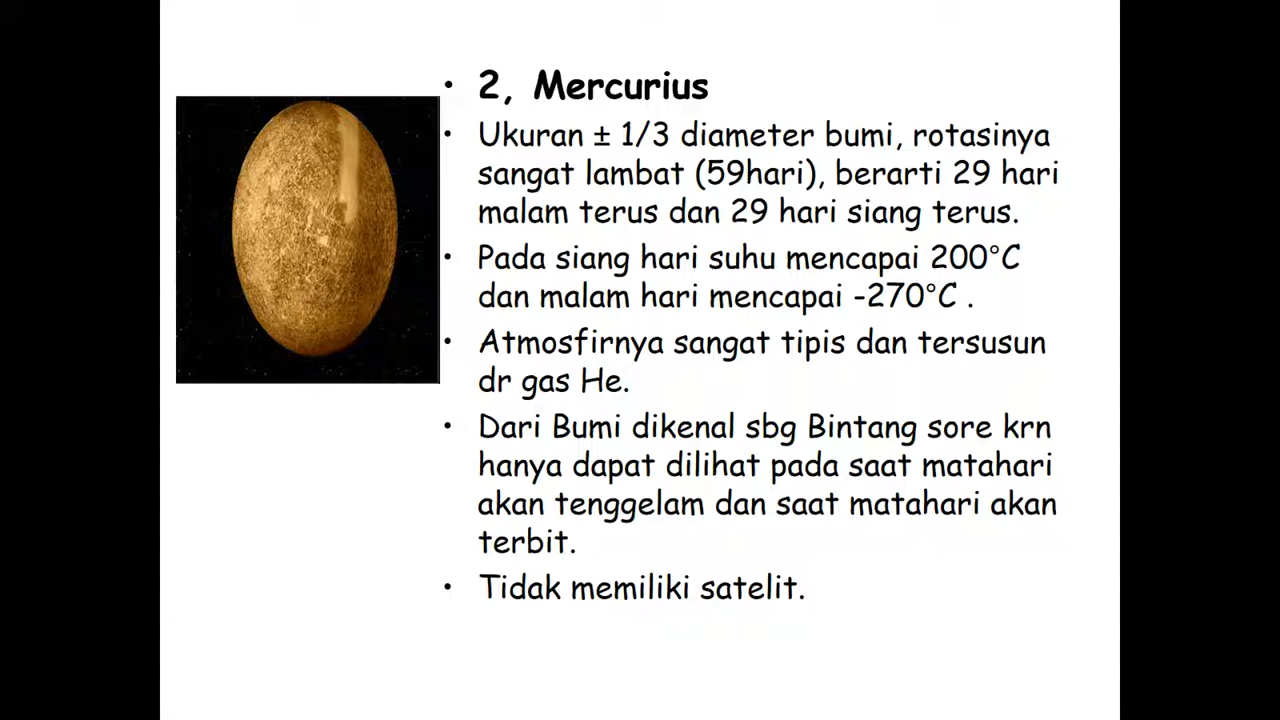 • 2, Mercurius
• Ukuran ± 1/3 diameter bumi, rotasinya
sangat lambat (59hari), berarti 29 hari
malam terus dan 29 hari siang terus.
• Pada siang hari suhu mencapai 200°C
dan malam hari mencapai -270°C .
• Atmosfirnya sangat tipis dan tersusun
dr gas He.
• Dari Bumi dikenal sbg Bintang sore krn
hanya dapat dilihat pada saat matahari
akan tenggelam dan saat matahari akan
terbit.
• Tidak memiliki satelit.